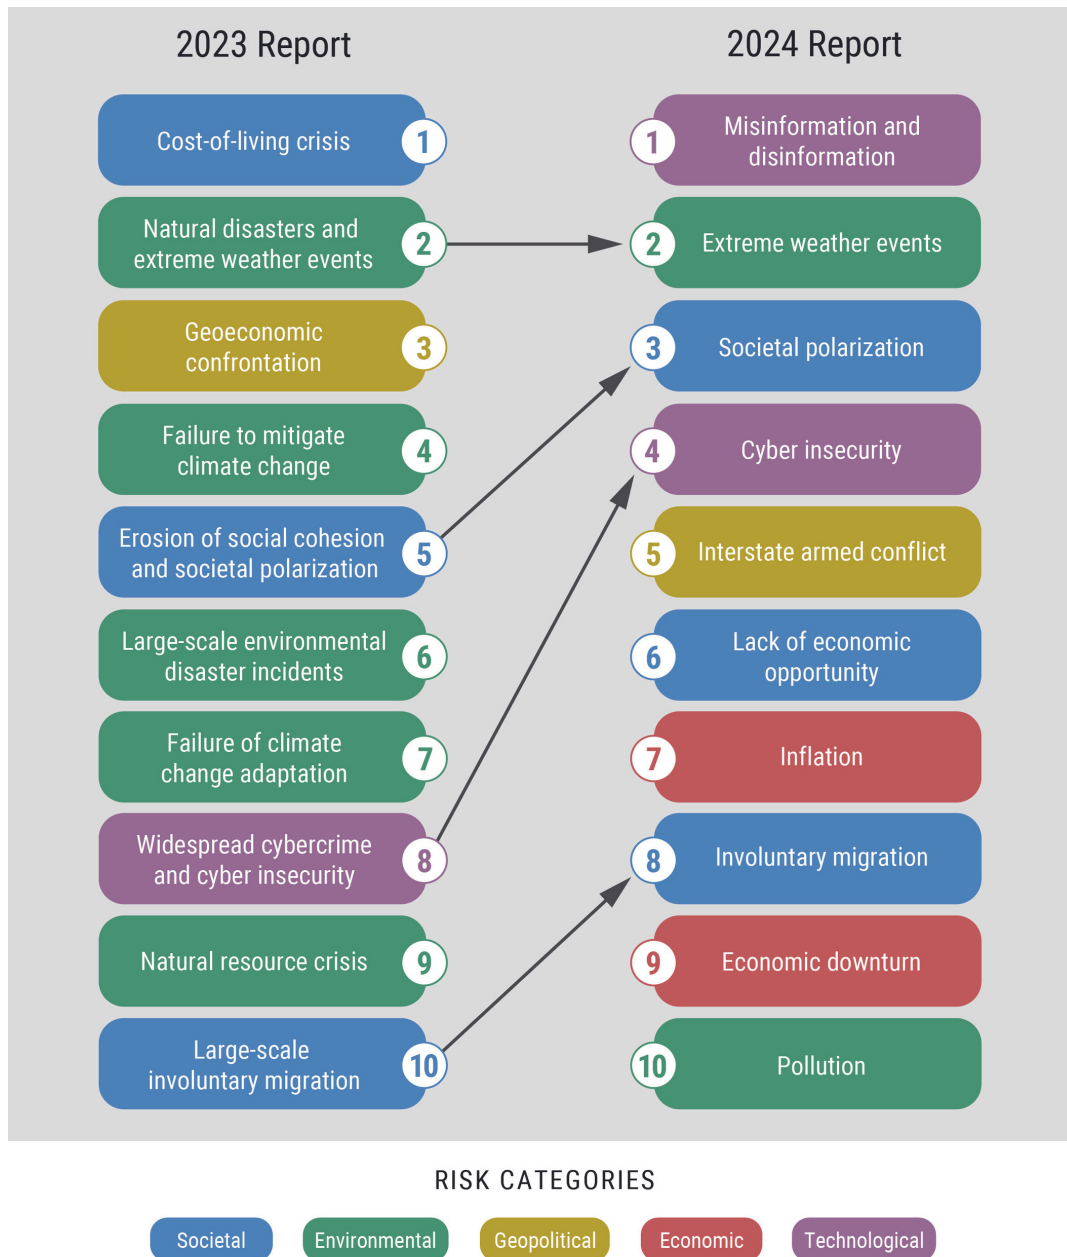 2023 Report
Cost-of-living crisis
1
Natural disasters and
extreme weather events
2
Geoeconomic
confrontation
3
Failure to mitigate
climate change
4
Erosion of social cohesion
and societal polarization
5
Large-scale environmental
disaster incidents
6
Failure of climate
change adaptation
7
Widespread cybercrime
and cyber insecurity
8
Natural resource crisis
9
Large-scale
involuntary migration
10
2024 Report
1
Misinformation and
disinformation
2
Extreme weather events
3
Societal polarization
4
Cyber insecurity
5
Interstate armed conflict
6
Lack of economic
opportunity
7
Inflation
8
Involuntary migration
9
Economic downturn
10
Pollution
RISK CATEGORIES
Societal
Environmental
Geopolitical
Economic
Technological